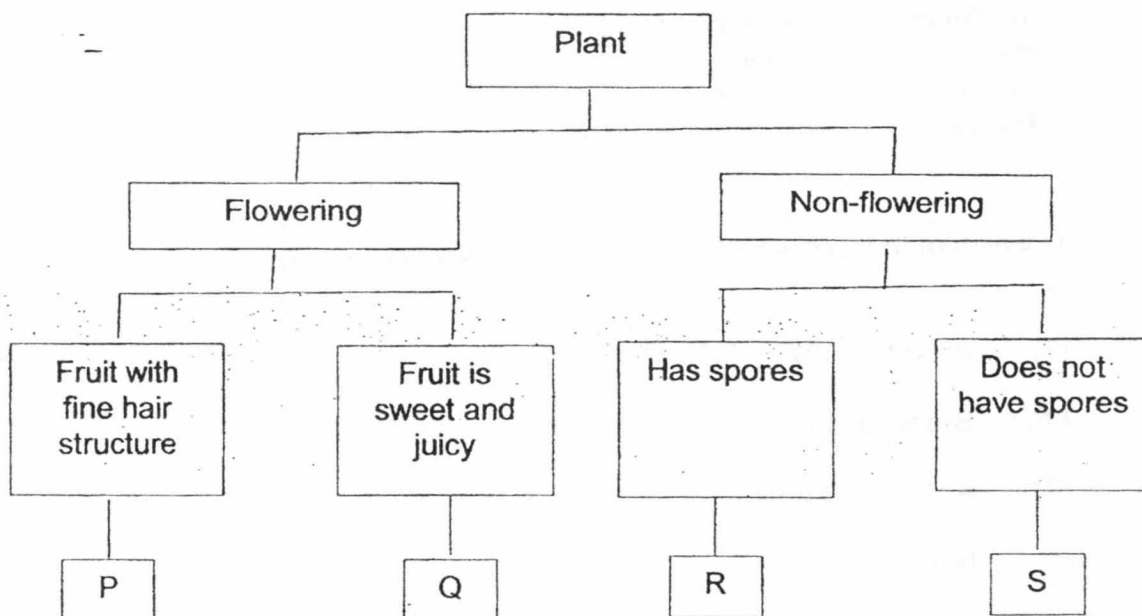 Plant
Flowering
Non-flowering
Fruit with
fine hair
structure
Fruit is
sweet and
juicy
Has spores
Does not
have spores
P
Q
R
S